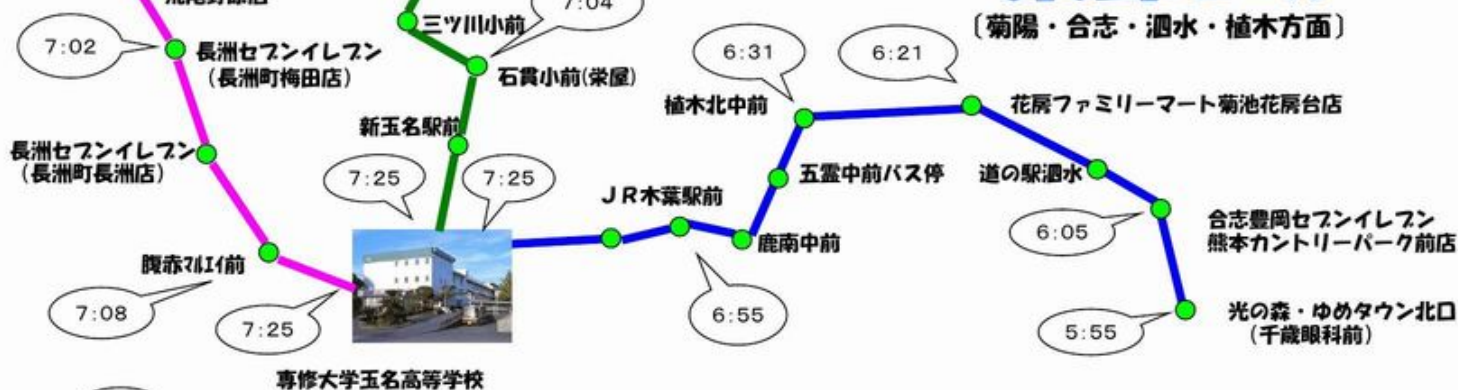 7:04
〔菊陽・合志・泗水・植木方面〕
三ツ川小前
7:02
長洲セブンイレブン
（長洲町梅田店）
石貫小前(栄屋)
6:31
6:21
植木北中前
花房ファミリーマート菊池花房台店
新玉名駅前
長洲セブンイレブン
（長洲町長洲店）
7:25
7:25
五霊中前バス停
道の駅泗水
ＪＲ木葉駅前
鹿南中前
6:05
合志豊岡セブンイレブン
熊本カントリーパーク前店
腹赤マルエイ前
7:08
7:25
6:55
5:55
光の森・ゆめタウン北口
（千歳眼科前）
専修大学玉名高等学校